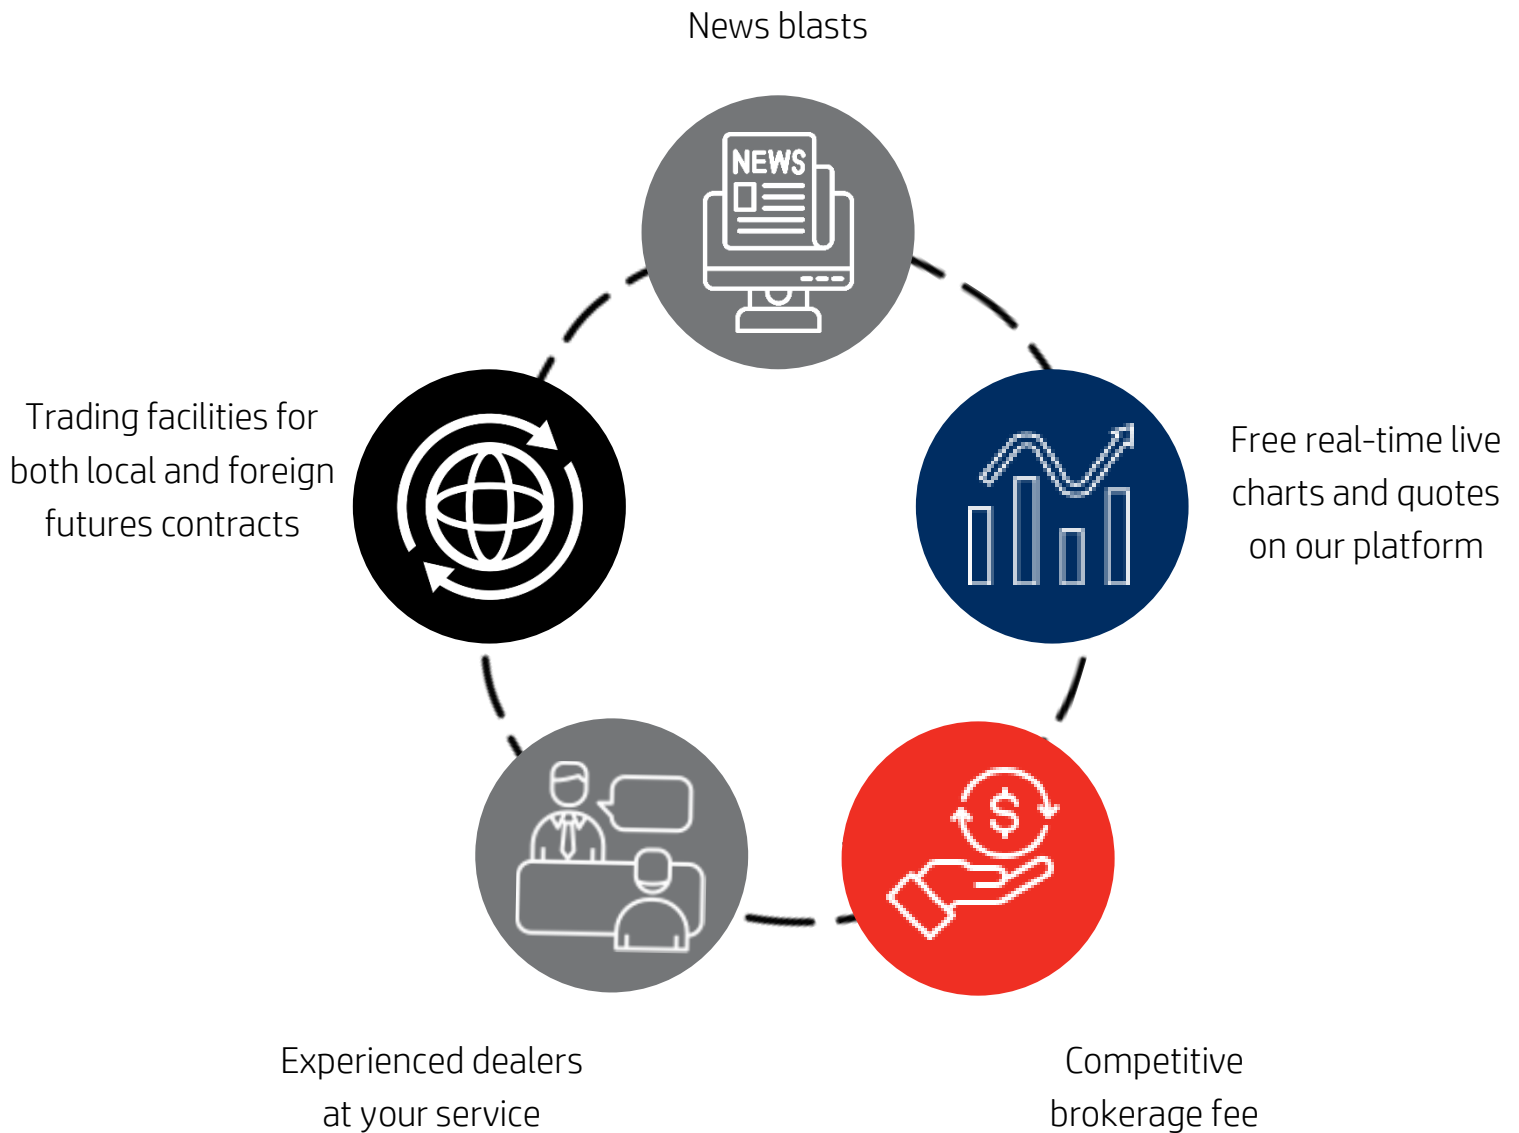 News blasts
NEWS
Trading facilities for
both local and foreign
futures contracts
Free real-time live
charts and quotes
on our platform
$
Experienced dealers
at your service
Competitive
brokerage fee